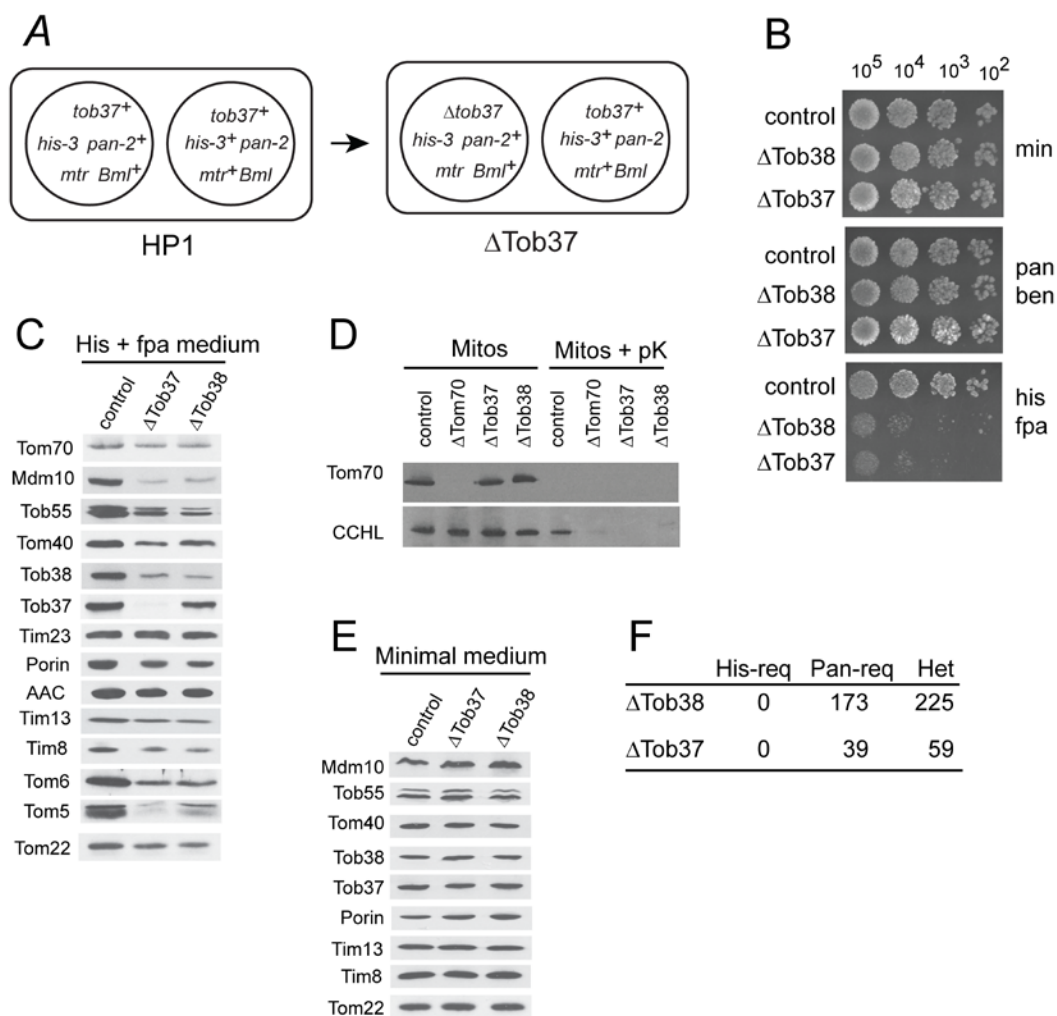 A
tob37+ tob37+
his-3 pan-2+ his-3+ pan-2
mtr Bml+ mtr+ Bml
HP1
Δtob37 tob37+
his-3 pan-2+ his-3+ pan-2
mtr Bml+ mtr+ Bml
ΔTob37
B
10^5 10^4 10^3 10^2
control
ΔTob38
ΔTob37
min
control
ΔTob38
ΔTob37
pan
ben
control
ΔTob38
ΔTob37
his
fpa
C
His + fpa medium
control ΔTob37 ΔTob38
Tom70
Mdm10
Tob55
Tom40
Tob38
Tob37
Tim23
Porin
AAC
Tim13
Tim8
Tom6
Tom5
Tom22
D
Mitos Mitos + pK
control ΔTom70 ΔTob37 ΔTob38 control ΔTom70 ΔTob37 ΔTob38
Tom70
CCHL
E
Minimal medium
control ΔTob37 ΔTob38
Mdm10
Tob55
Tom40
Tob38
Tob37
Porin
Tim13
Tim8
Tom22
F
His-req Pan-req Het
ΔTob38 0 173 225
ΔTob37 0 39 59